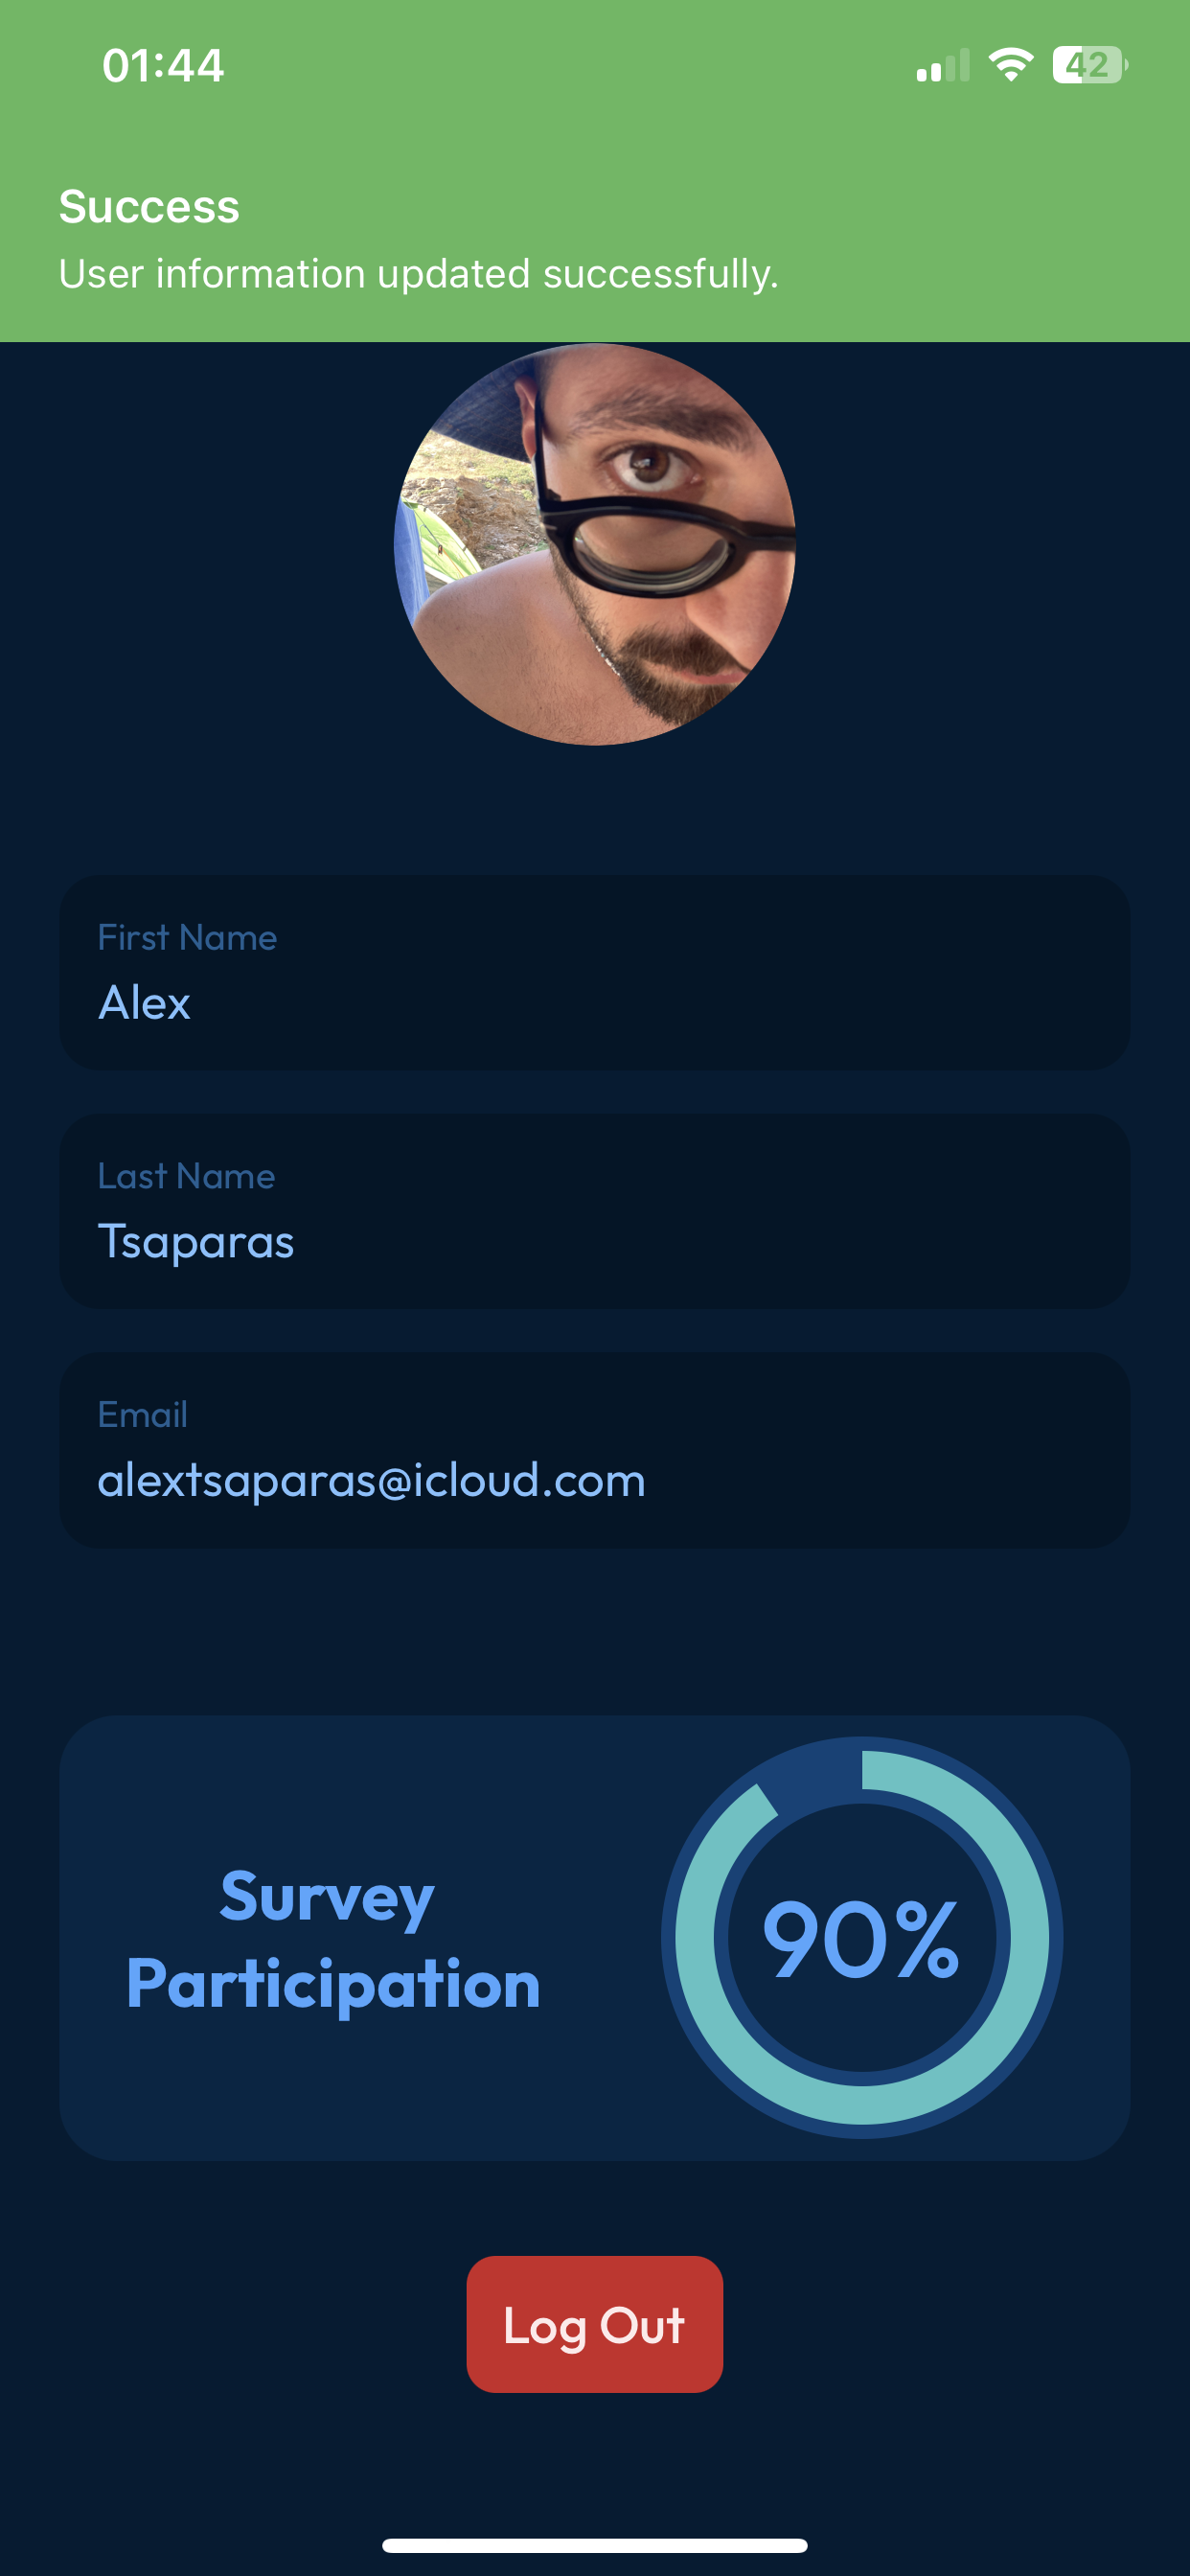 01:44
42
Success
User information updated successfully.
First Name
Alex
Last Name
Tsaparas
Email
alextsaparas@icloud.com
Survey
Participation
90%
Log Out